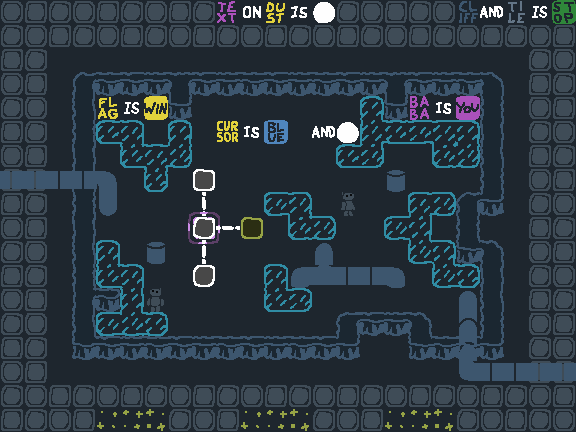 TEXT ON DUST IS
CLIFF AND TILE IS STOP
FLAG IS WIN
BABA IS YOU
CURSOR IS BLUE AND